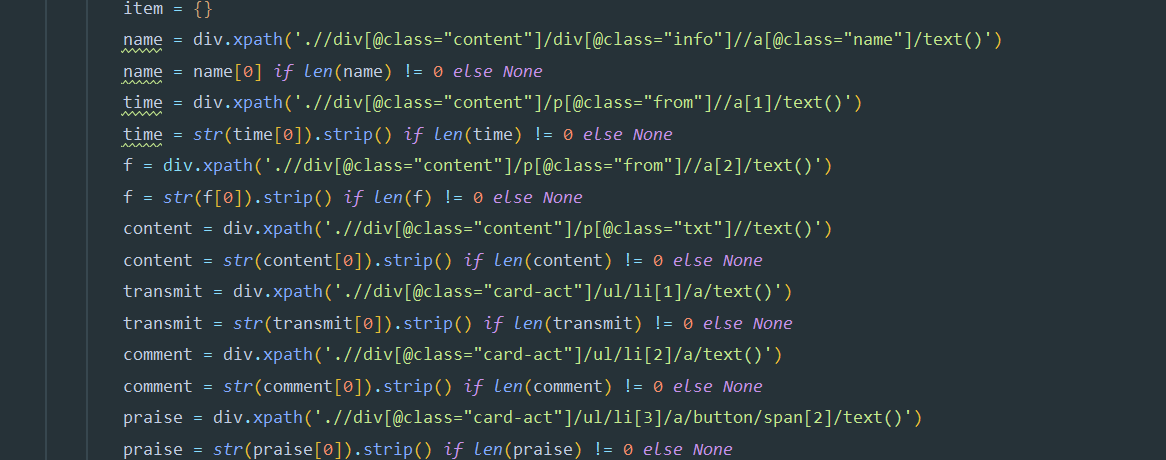 item = {}
name = div.xpath('.//div[@class="content"]/div[@class="info"]//a[@class="name"]/text()')
name = name[0] if len(name) != 0 else None
time = div.xpath('.//div[@class="content"]/p[@class="from"]//a[1]/text()')
time = str(time[0]).strip() if len(time) != 0 else None
f = div.xpath('.//div[@class="content"]/p[@class="from"]//a[2]/text()')
f = str(f[0]).strip() if len(f) != 0 else None
content = div.xpath('.//div[@class="content"]/p[@class="txt"]//text()')
content = str(content[0]).strip() if len(content) != 0 else None
transmit = div.xpath('.//div[@class="card-act"]/ul/li[1]/a/text()')
transmit = str(transmit[0]).strip() if len(transmit) != 0 else None
comment = div.xpath('.//div[@class="card-act"]/ul/li[2]/a/text()')
comment = str(comment[0]).strip() if len(comment) != 0 else None
praise = div.xpath('.//div[@class="card-act"]/ul/li[3]/a/button/span[2]/text()')
praise = str(praise[0]).strip() if len(praise) != 0 else None